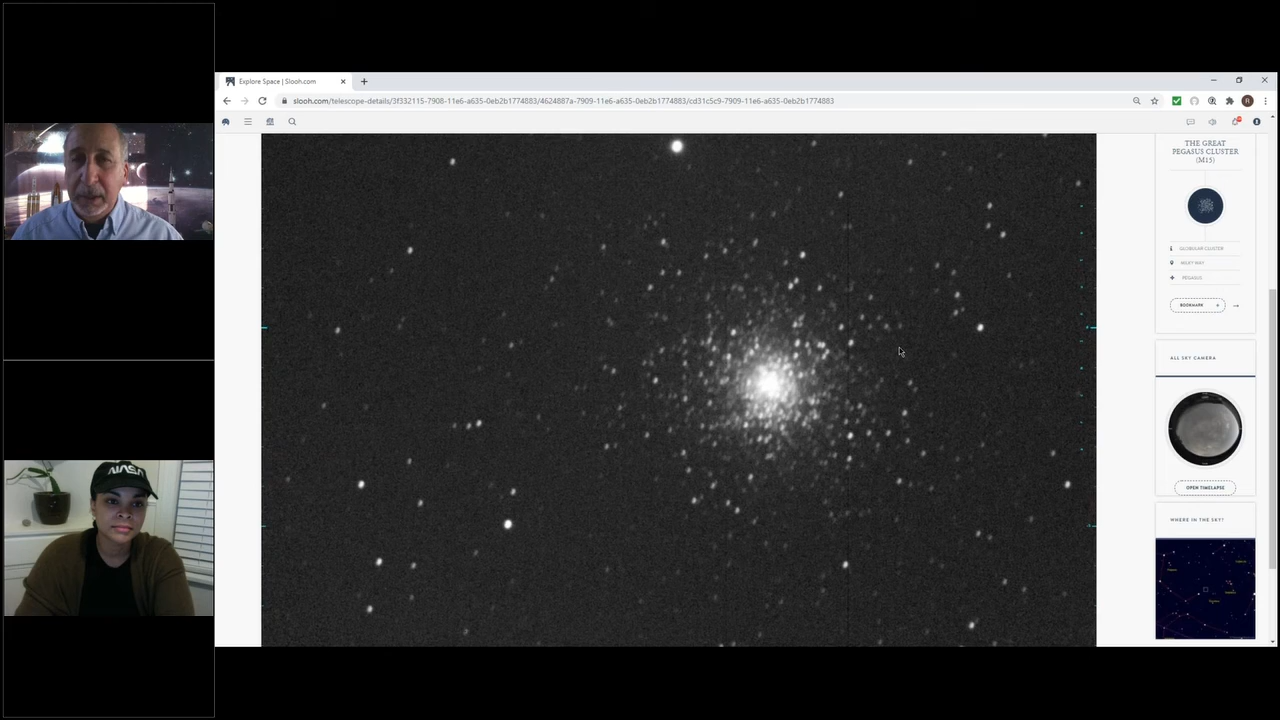 Explore Space | Slooh.com
slooh.com/telescope-details/3f332115-7908-11e6-a635-0eb2b1774883/4624887a-7909-11e6-a635-0eb2b1774883/cd31c5c9-7909-11e6-a635-0eb2b1774883
THE GREAT
PEGASUS CLUSTER
(M15)
GLOBULAR CLUSTER
MILKY WAY
PEGASUS
BOOKMARK +
ALL SKY CAMERA
OPEN TIMELAPSE
WHERE IN THE SKY?
NASA